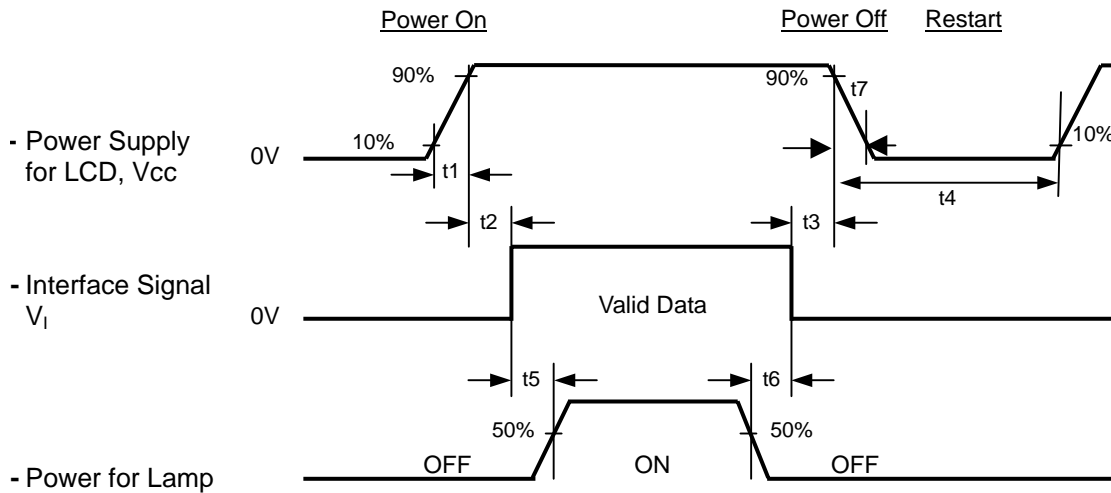 Power On
Power Off
Restart
90%
90%
t7
- Power Supply
for LCD, Vcc
0V
10%
10%
t1
t4
t2
t3
- Interface Signal
VI
0V
Valid Data
t5
t6
50%
50%
- Power for Lamp
OFF
ON
OFF